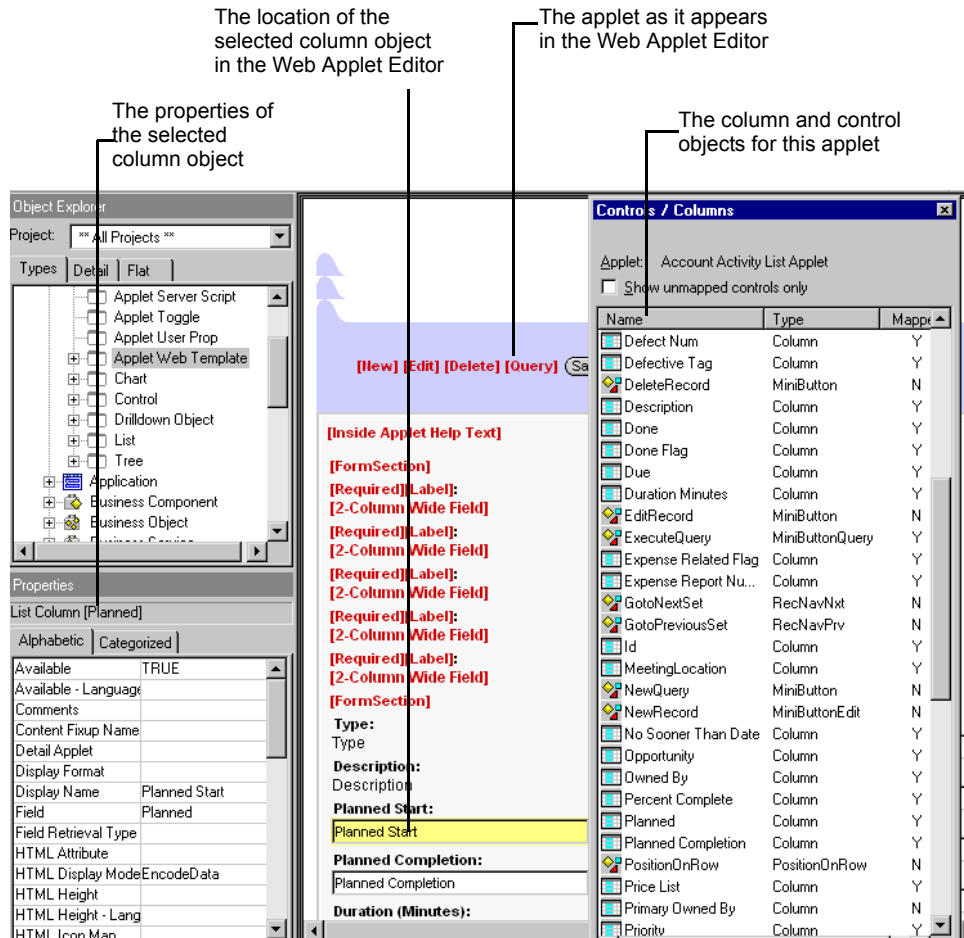 The location of the
selected column object
in the Web Applet Editor
The applet as it appears
in the Web Applet Editor
The properties of
the selected
column object
The column and control
objects for this applet
Object Explorer
Project: ** All Projects **
Types Detail Flat
Applet Server Script
Applet Toggle
Applet User Prop
Applet Web Template
Chart
Control
Drilldown Object
List
Tree
Application
Business Component
Business Object
Properties
List Column [Planned]
Alphabetic Categorized
Available TRUE
Available - Language
Comments
Content Fixup Name
Detail Applet
Display Format
Display Name Planned Start
Field Planned
Field Retrieval Type
HTML Attribute
HTML Display Mode EncodeData
HTML Height
HTML Height - Lang
HTML Icon Map
[New] [Edit] [Delete] [Query] (Sa
[Inside Applet Help Text]
[FormSection]
[Required][Label]:
[2-Column Wide Field]
[Required][Label]:
[2-Column Wide Field]
[Required][Label]:
[2-Column Wide Field]
[Required][Label]:
[2-Column Wide Field]
[Required][Label]:
[2-Column Wide Field]
[FormSection]
Type:
Type
Description:
Description
Planned Start:
Planned Start
Planned Completion:
Planned Completion
Duration (Minutes):
Controls / Columns
Applet: Account Activity List Applet
Show unmapped controls only
Name Type Mappe
Defect Num Column Y
Defective Tag Column Y
DeleteRecord MiniButton N
Description Column Y
Done Column Y
Done Flag Column Y
Due Column Y
Duration Minutes Column Y
EditRecord MiniButton N
ExecuteQuery MiniButtonQuery Y
Expense Related Flag Column Y
Expense Report Nu... Column Y
GotoNextSet RecNavNxt N
GotoPreviousSet RecNavPrv N
Id Column Y
MeetingLocation Column Y
NewQuery MiniButton N
NewRecord MiniButtonEdit N
No Sooner Than Date Column Y
Opportunity Column Y
Owned By Column Y
Percent Complete Column Y
Planned Column Y
Planned Completion Column Y
PositionOnRow PositionOnRow N
Price List Column Y
Primary Owned By Column N
Priority Column Y